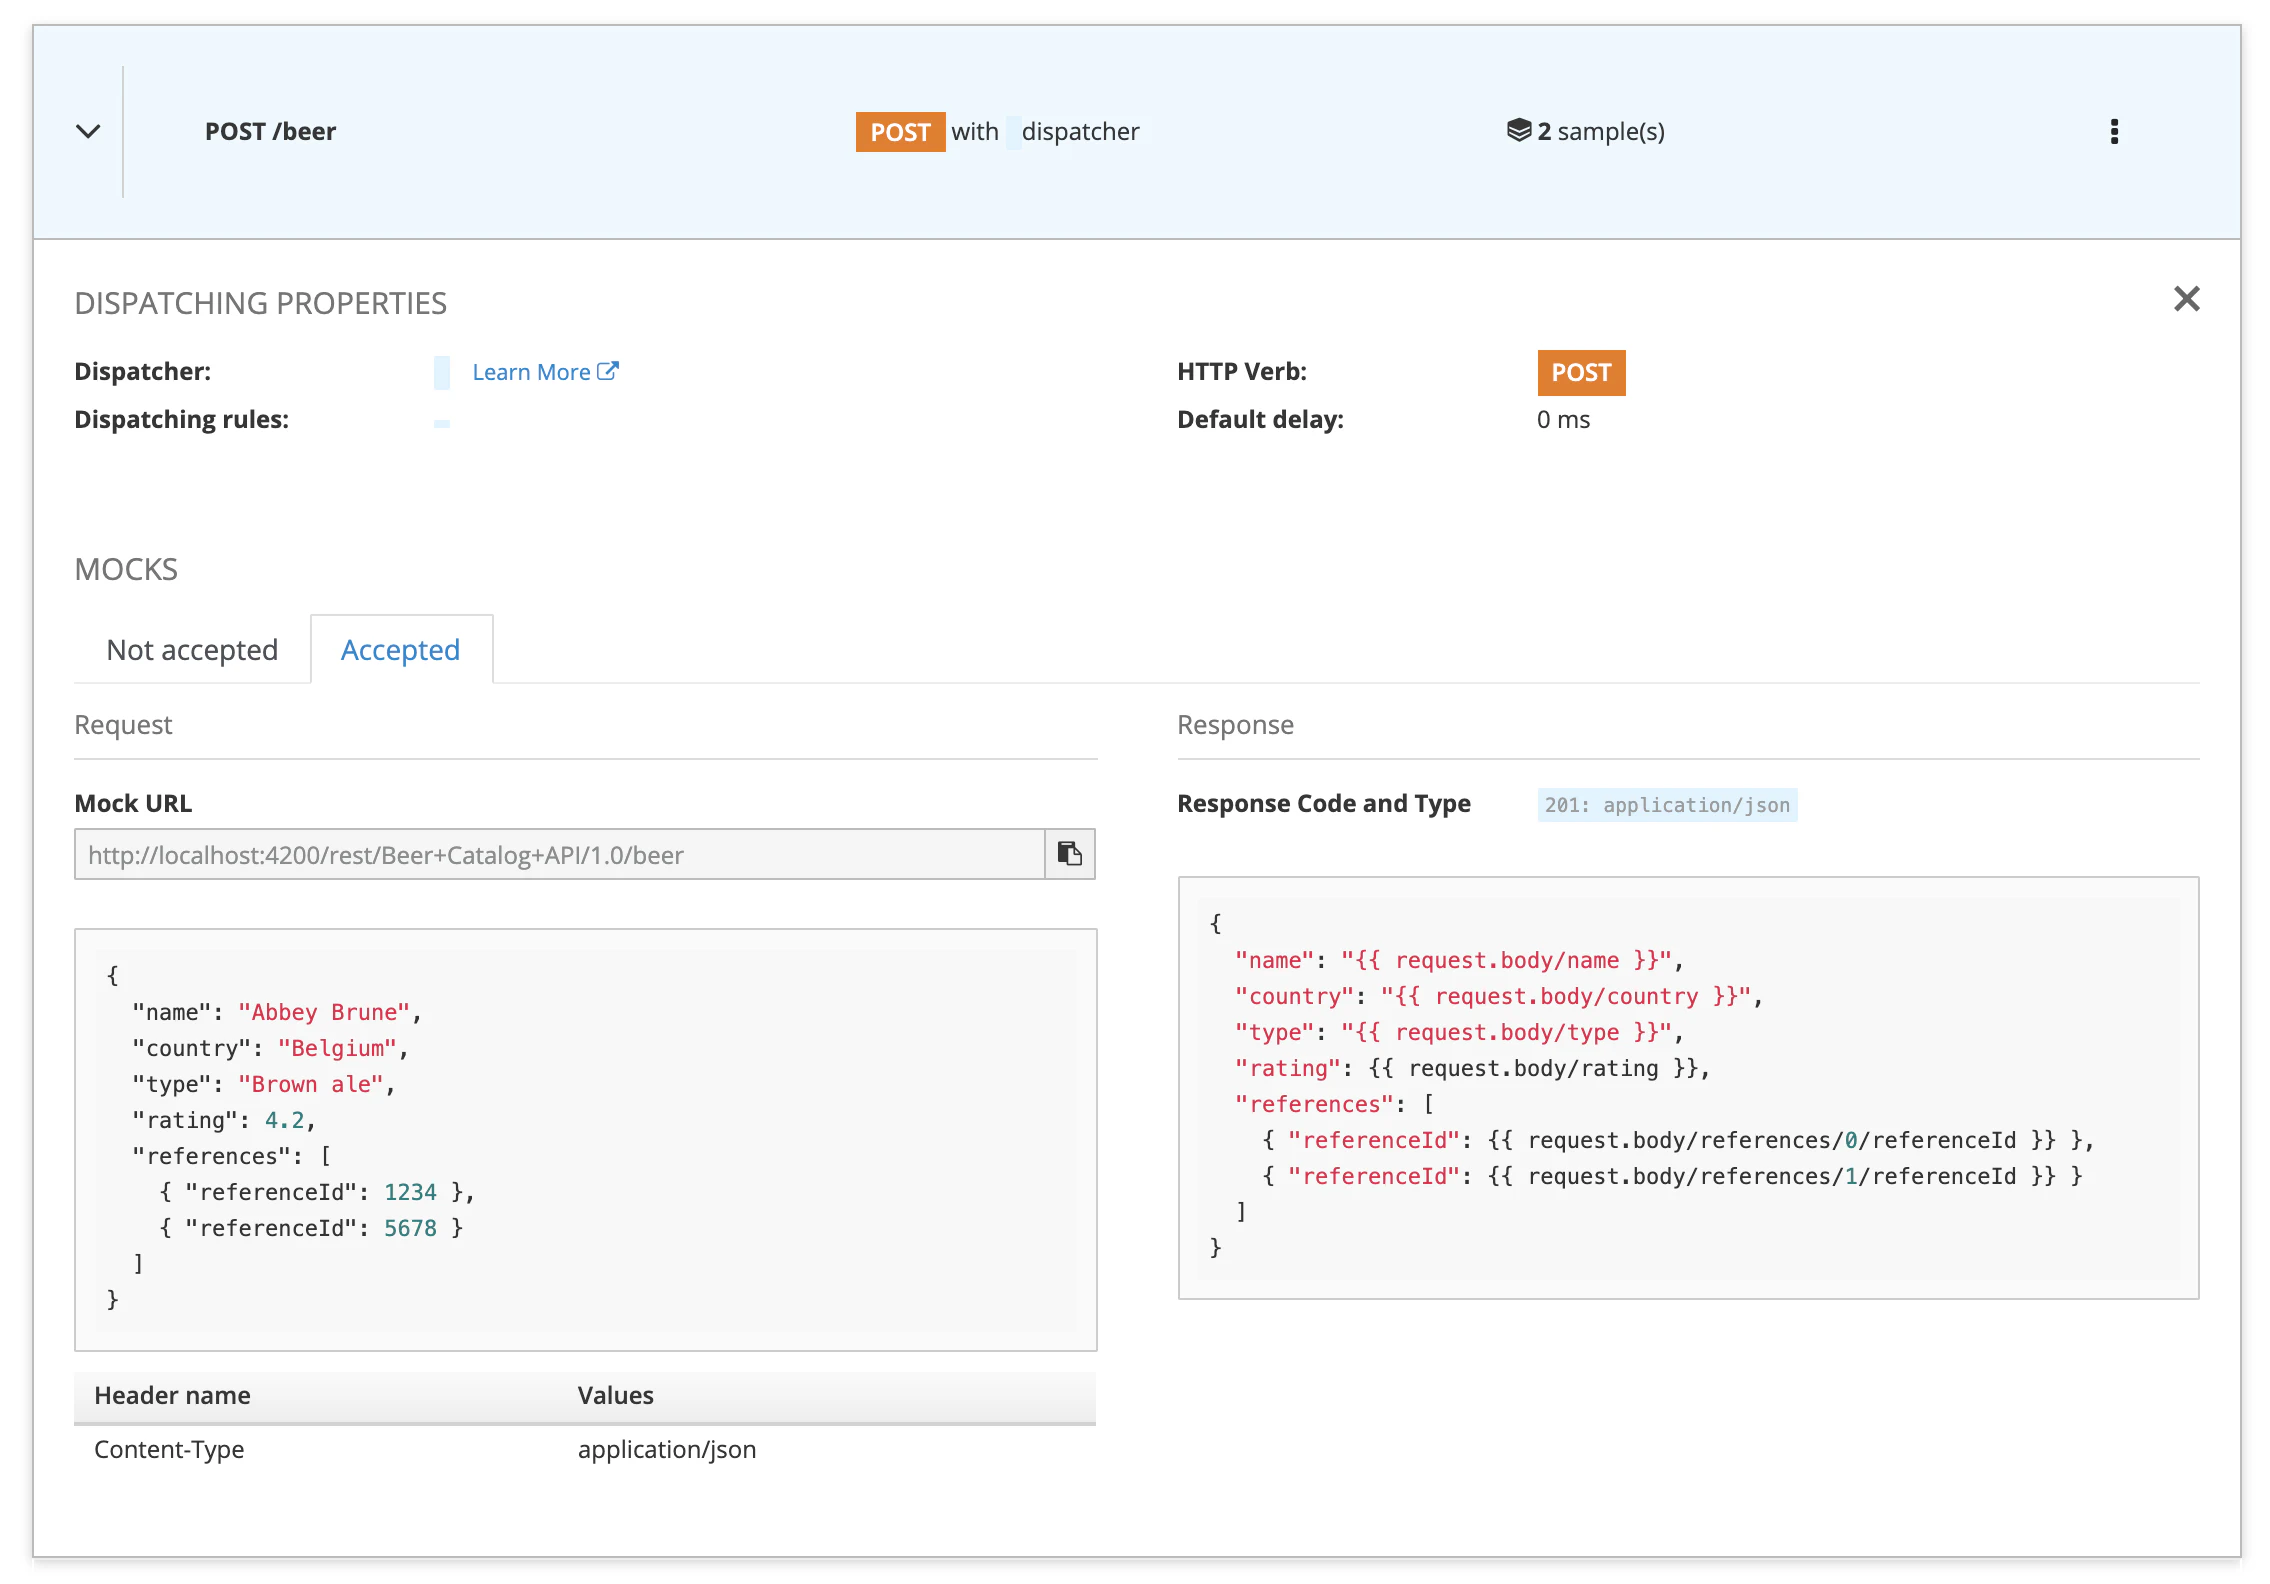 POST /beer
POST with dispatcher
2 sample(s)
DISPATCHING PROPERTIES
Dispatcher: Learn More
Dispatching rules:
HTTP Verb: POST
Default delay: 0 ms
MOCKS
Not accepted
Accepted
Request
Mock URL
http://localhost:4200/rest/Beer+Catalog+API/1.0/beer
{
  "name": "Abbey Brune",
  "country": "Belgium",
  "type": "Brown ale",
  "rating": 4.2,
  "references": [
    { "referenceId": 1234 },
    { "referenceId": 5678 }
  ]
}
Header name Values
Content-Type application/json
Response
Response Code and Type 201: application/json
{
  "name": "{{ request.body/name }}",
  "country": "{{ request.body/country }}",
  "type": "{{ request.body/type }}",
  "rating": {{ request.body/rating }},
  "references": [
    { "referenceId": {{ request.body/references/0/referenceId }} },
    { "referenceId": {{ request.body/references/1/referenceId }} }
  ]
}